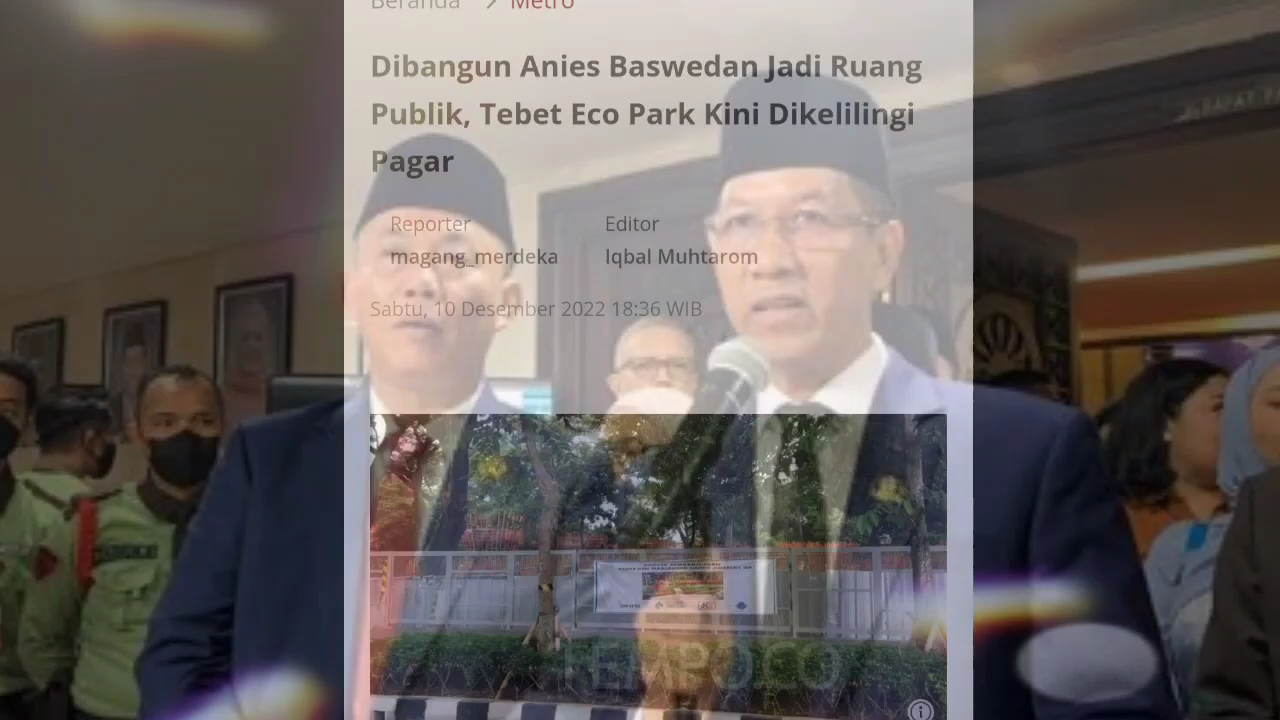 Beranda > Metro
Dibangun Anies Baswedan Jadi Ruang
Publik, Tebet Eco Park Kini Dikelilingi
Pagar
Reporter
Editor
magang_merdeka
Iqbal Muhtarom
Sabtu, 10 Desember 2022 18:36 WIB
TEMPO.CO